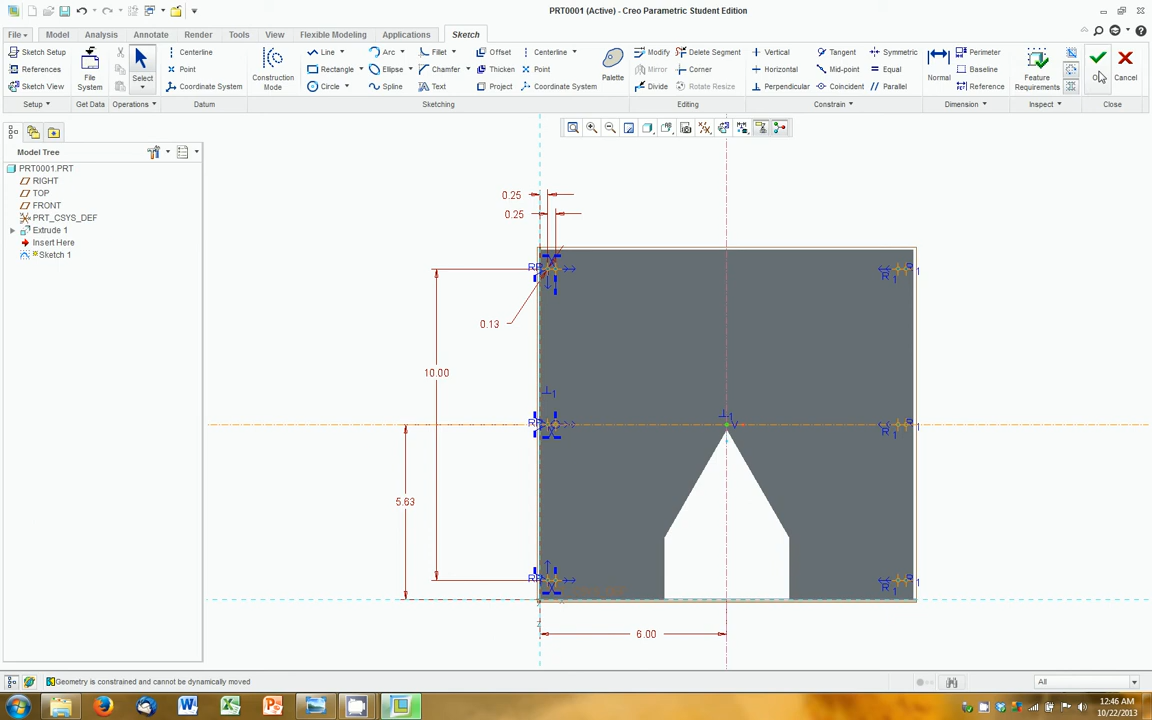 PRT0001 (Active) - Creo Parametric Student Edition
File Model Analysis Annotate Render Tools View Flexible Modeling Applications Sketch
Sketch Setup
References
Sketch View
Setup
File System
Get Data
Select
Operations
Centerline
Point
Coordinate System
Datum
Construction Mode
Line Arc Fillet Offset Centerline
Rectangle Ellipse Chamfer Thicken Point
Circle Spline Text Project Coordinate System
Sketching
Palette
Modify Delete Segment
Mirror Corner
Divide Rotate Resize
Editing
Vertical Tangent Symmetric
Horizontal Mid-point Equal
Perpendicular Coincident Parallel
Constrain
Normal
Perimeter
Baseline
Reference
Dimension
Feature Requirements
Inspect
Cancel
Close
Model Tree
PRT0001.PRT
RIGHT
TOP
FRONT
PRT_CSYS_DEF
Extrude 1
Insert Here
Sketch 1
0.25
0.25
0.13
10.00
5.63
6.00
Geometry is constrained and cannot be dynamically moved
All
12:46 AM
10/22/2013